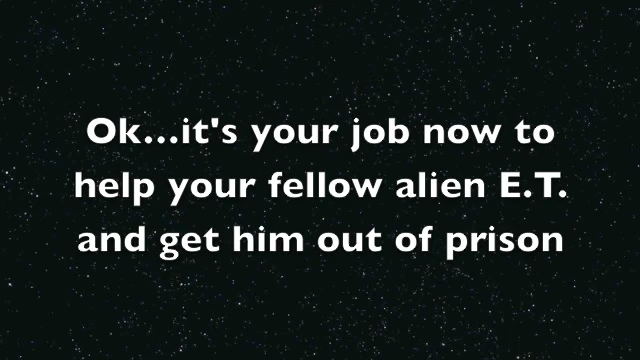 Ok...it's your job now to
help your fellow alien E.T.
and get him out of prison